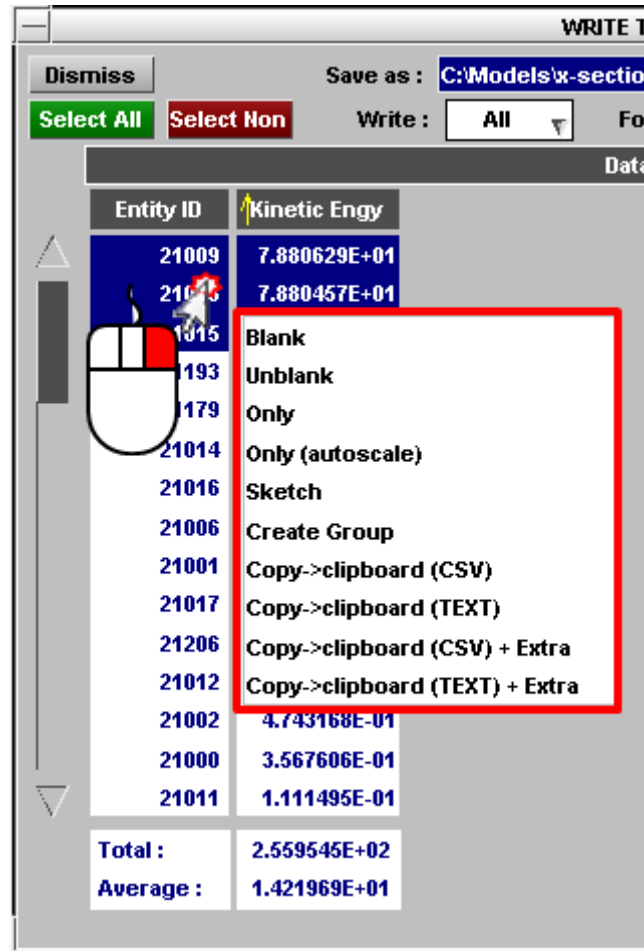 WRITE T
Dismiss Save as : C:\Models\x-sectio
Select All Select Non Write : All Fo
Data
Entity ID Kinetic Engy
21009 7.880629E+01
7.880457E+01
Blank
Unblank
Only
21014 Only (autoscale)
21016 Sketch
21006 Create Group
21001 Copy->clipboard (CSV)
21017 Copy->clipboard (TEXT)
21206 Copy->clipboard (CSV) + Extra
21012 Copy->clipboard (TEXT) + Extra
21002 4.743168E-01
21000 3.567606E-01
21011 1.111495E-01
Total : 2.559545E+02
Average : 1.421969E+01